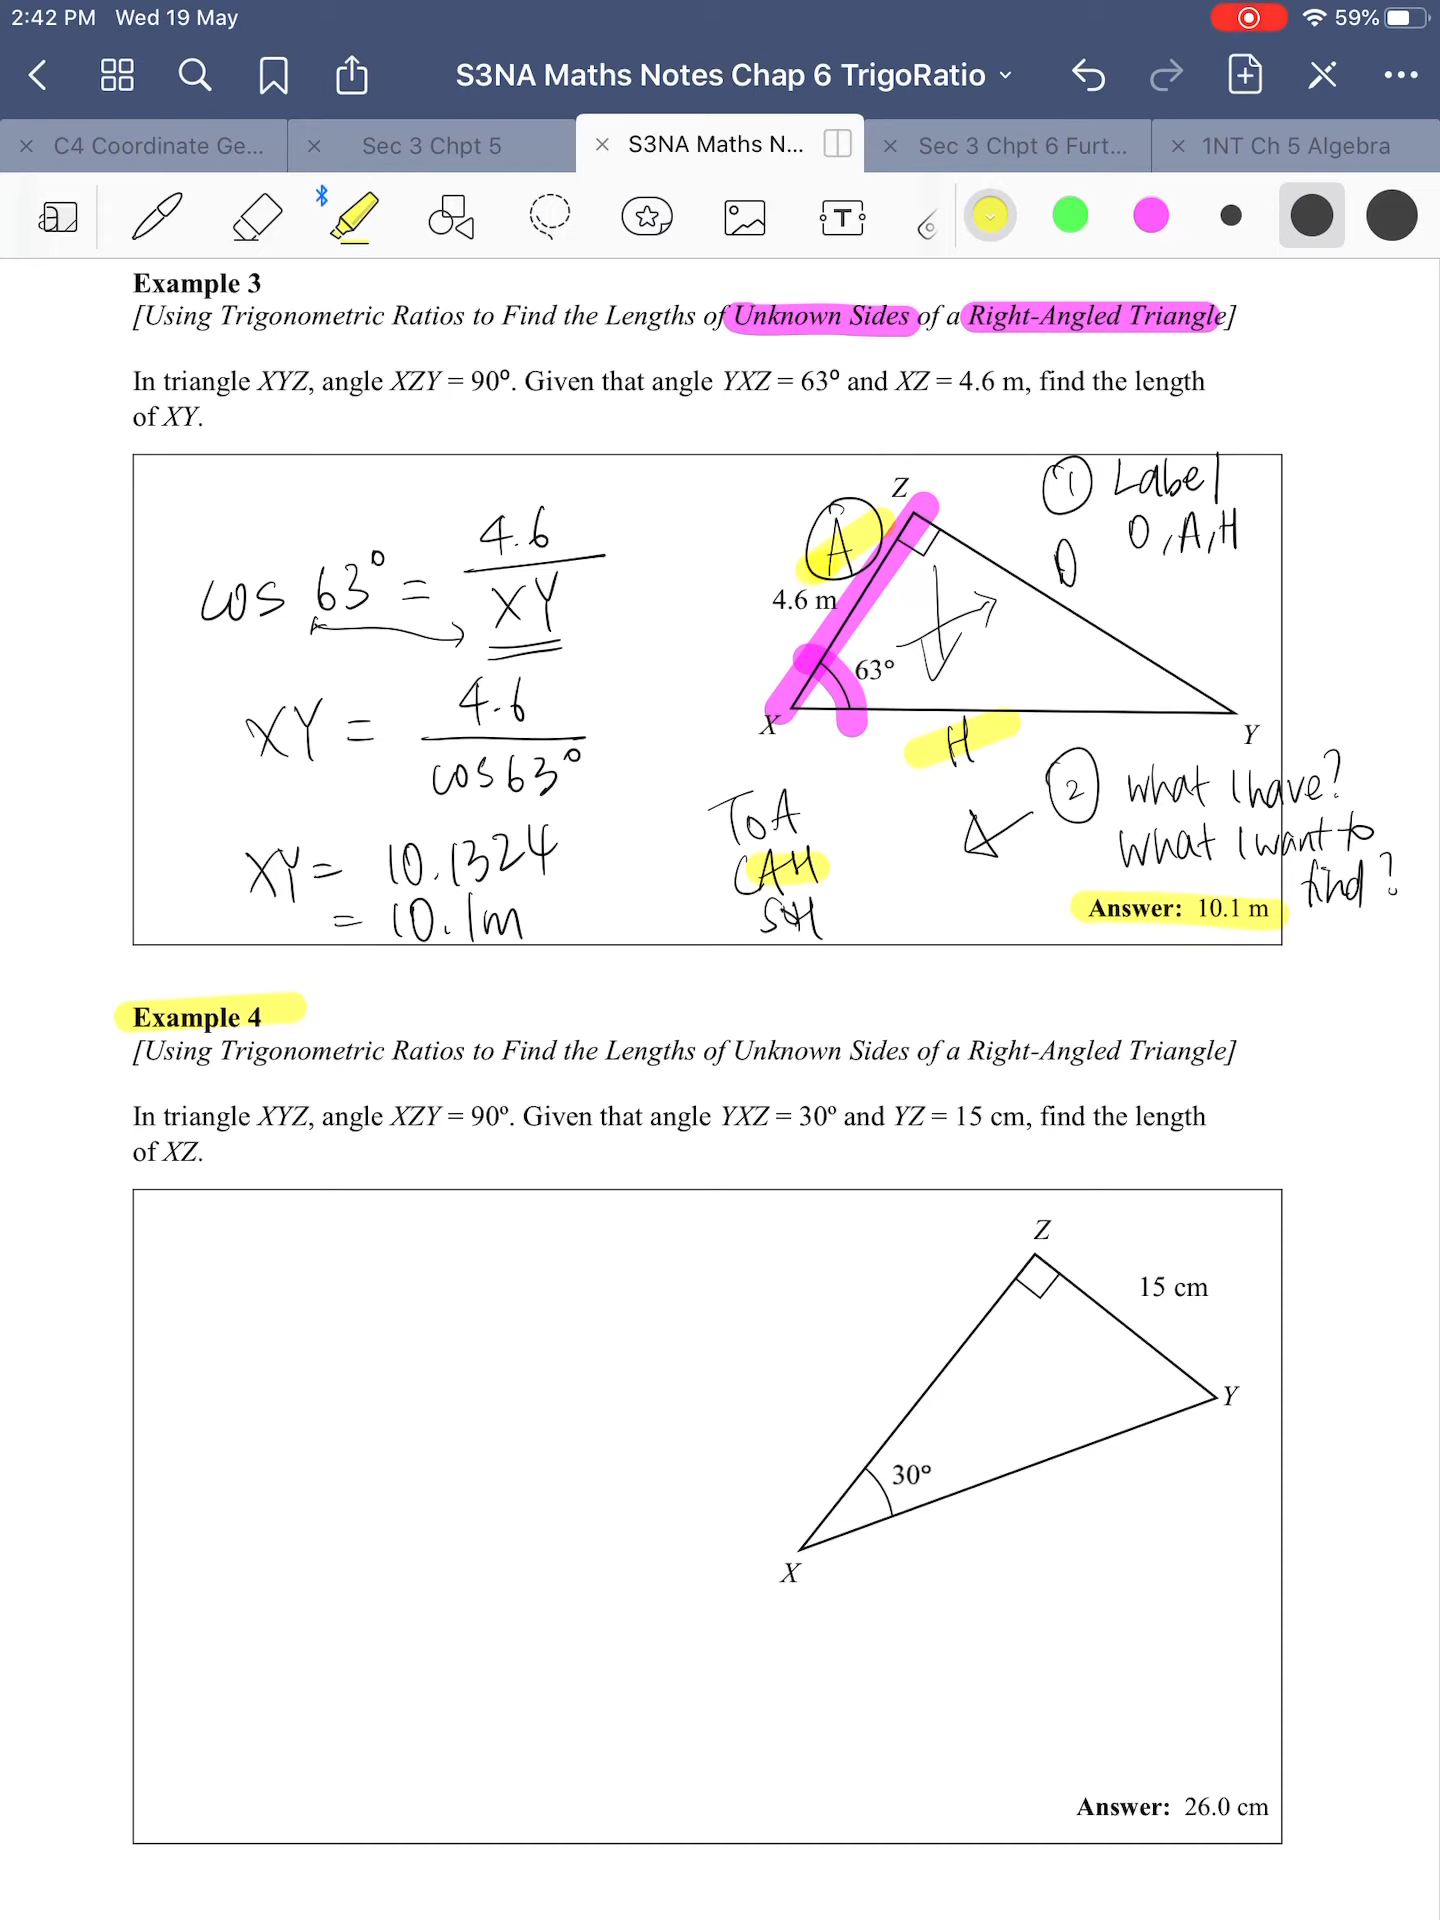 2:42 PM Wed 19 May
59%
S3NA Maths Notes Chap 6 TrigoRatio
C4 Coordinate Ge...
Sec 3 Chpt 5
S3NA Maths N...
Sec 3 Chpt 6 Furt...
1NT Ch 5 Algebra
Example 3
[Using Trigonometric Ratios to Find the Lengths of Unknown Sides of a Right-Angled Triangle]
In triangle XYZ, angle XZY = 90º. Given that angle YXZ = 63º and XZ = 4.6 m, find the length
of XY.
cos 63° = 4.6
XY
XY = 4.6
cos 63°
XY = 10.1324
= 10.1m
Z
A
4.6 m
63º
X
H
Y
O
1 Label
O, A, H
2 What I have?
What I want to
find?
TOA
CAH
SOH
Answer: 10.1 m
Example 4
[Using Trigonometric Ratios to Find the Lengths of Unknown Sides of a Right-Angled Triangle]
In triangle XYZ, angle XZY = 90º. Given that angle YXZ = 30º and YZ = 15 cm, find the length
of XZ.
Z
15 cm
Y
30º
X
Answer: 26.0 cm